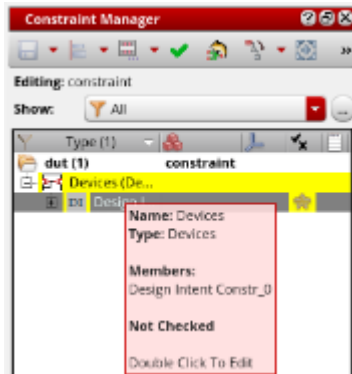 Constraint Manager
Editing: constraint
Show: All
Type (1)
dut (1) constraint
Devices (De...
Design I
Name: Devices
Type: Devices
Members:
Design Intent Constr_0
Not Checked
Double Click To Edit